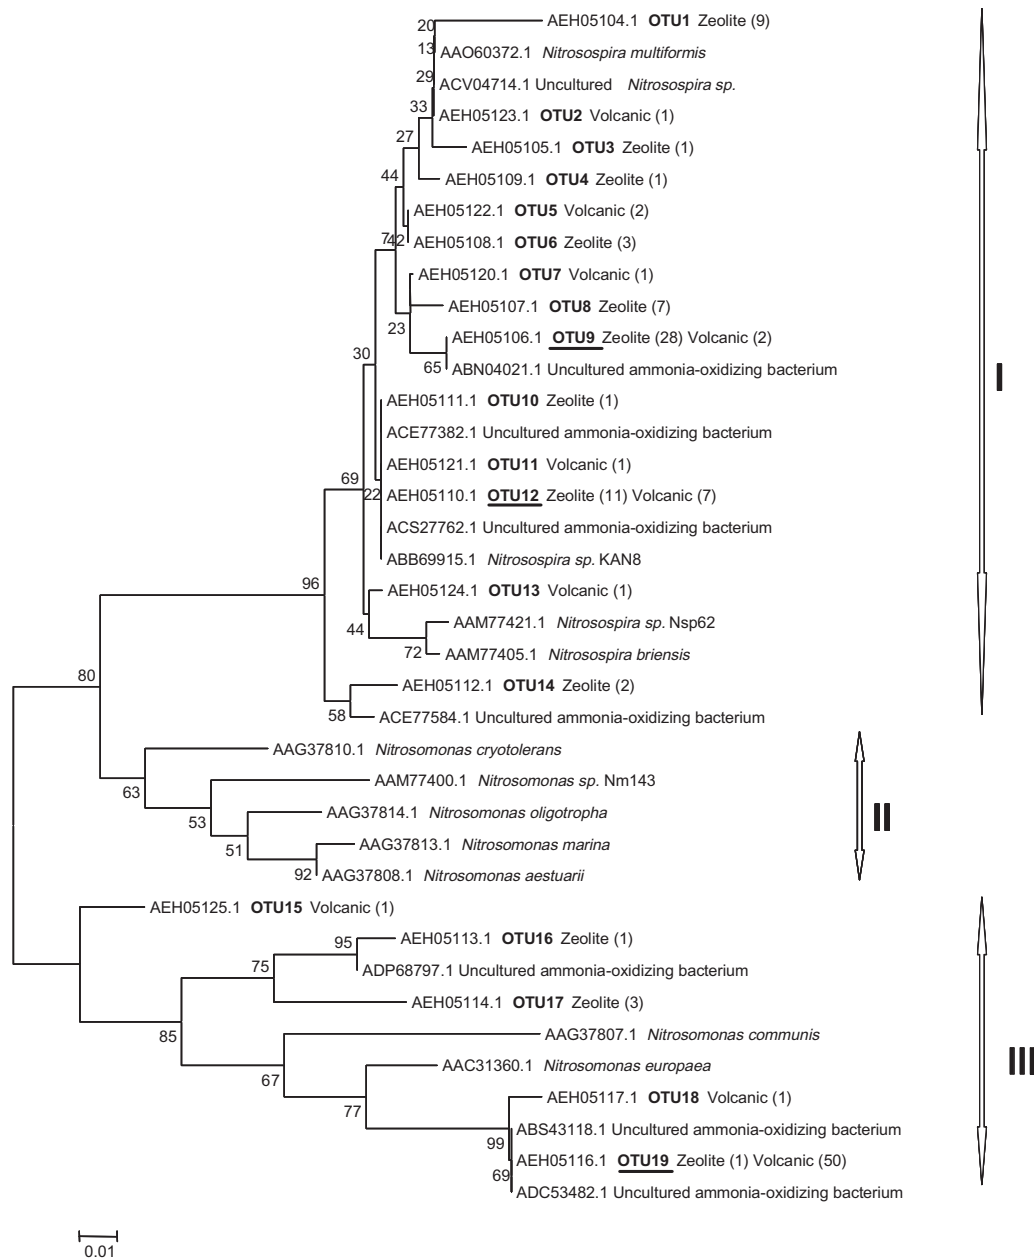 20
AEH05104.1 OTU1 Zeolite (9)
13
AAO60372.1 Nitrosospira multiformis
29
ACV04714.1 Uncultured Nitrosospira sp.
33
AEH05123.1 OTU2 Volcanic (1)
27
AEH05105.1 OTU3 Zeolite (1)
44
AEH05109.1 OTU4 Zeolite (1)
AEH05122.1 OTU5 Volcanic (2)
7
42
AEH05108.1 OTU6 Zeolite (3)
AEH05120.1 OTU7 Volcanic (1)
AEH05107.1 OTU8 Zeolite (7)
23
AEH05106.1 OTU9 Zeolite (28) Volcanic (2)
30
65
ABN04021.1 Uncultured ammonia-oxidizing bacterium
I
AEH05111.1 OTU10 Zeolite (1)
ACE77382.1 Uncultured ammonia-oxidizing bacterium
AEH05121.1 OTU11 Volcanic (1)
69
22
AEH05110.1 OTU12 Zeolite (11) Volcanic (7)
ACS27762.1 Uncultured ammonia-oxidizing bacterium
ABB69915.1 Nitrosospira sp. KAN8
96
AEH05124.1 OTU13 Volcanic (1)
44
AAM77421.1 Nitrosospira sp. Nsp62
72
AAM77405.1 Nitrosospira briensis
80
AEH05112.1 OTU14 Zeolite (2)
58
ACE77584.1 Uncultured ammonia-oxidizing bacterium
AAG37810.1 Nitrosomonas cryotolerans
63
AAM77400.1 Nitrosomonas sp. Nm143
53
AAG37814.1 Nitrosomonas oligotropha
II
51
AAG37813.1 Nitrosomonas marina
92
AAG37808.1 Nitrosomonas aestuarii
AEH05125.1 OTU15 Volcanic (1)
95
AEH05113.1 OTU16 Zeolite (1)
75
ADP68797.1 Uncultured ammonia-oxidizing bacterium
AEH05114.1 OTU17 Zeolite (3)
85
AAG37807.1 Nitrosomonas communis
67
AAC31360.1 Nitrosomonas europaea
III
77
AEH05117.1 OTU18 Volcanic (1)
99
ABS43118.1 Uncultured ammonia-oxidizing bacterium
69
AEH05116.1 OTU19 Zeolite (1) Volcanic (50)
ADC53482.1 Uncultured ammonia-oxidizing bacterium
0.01